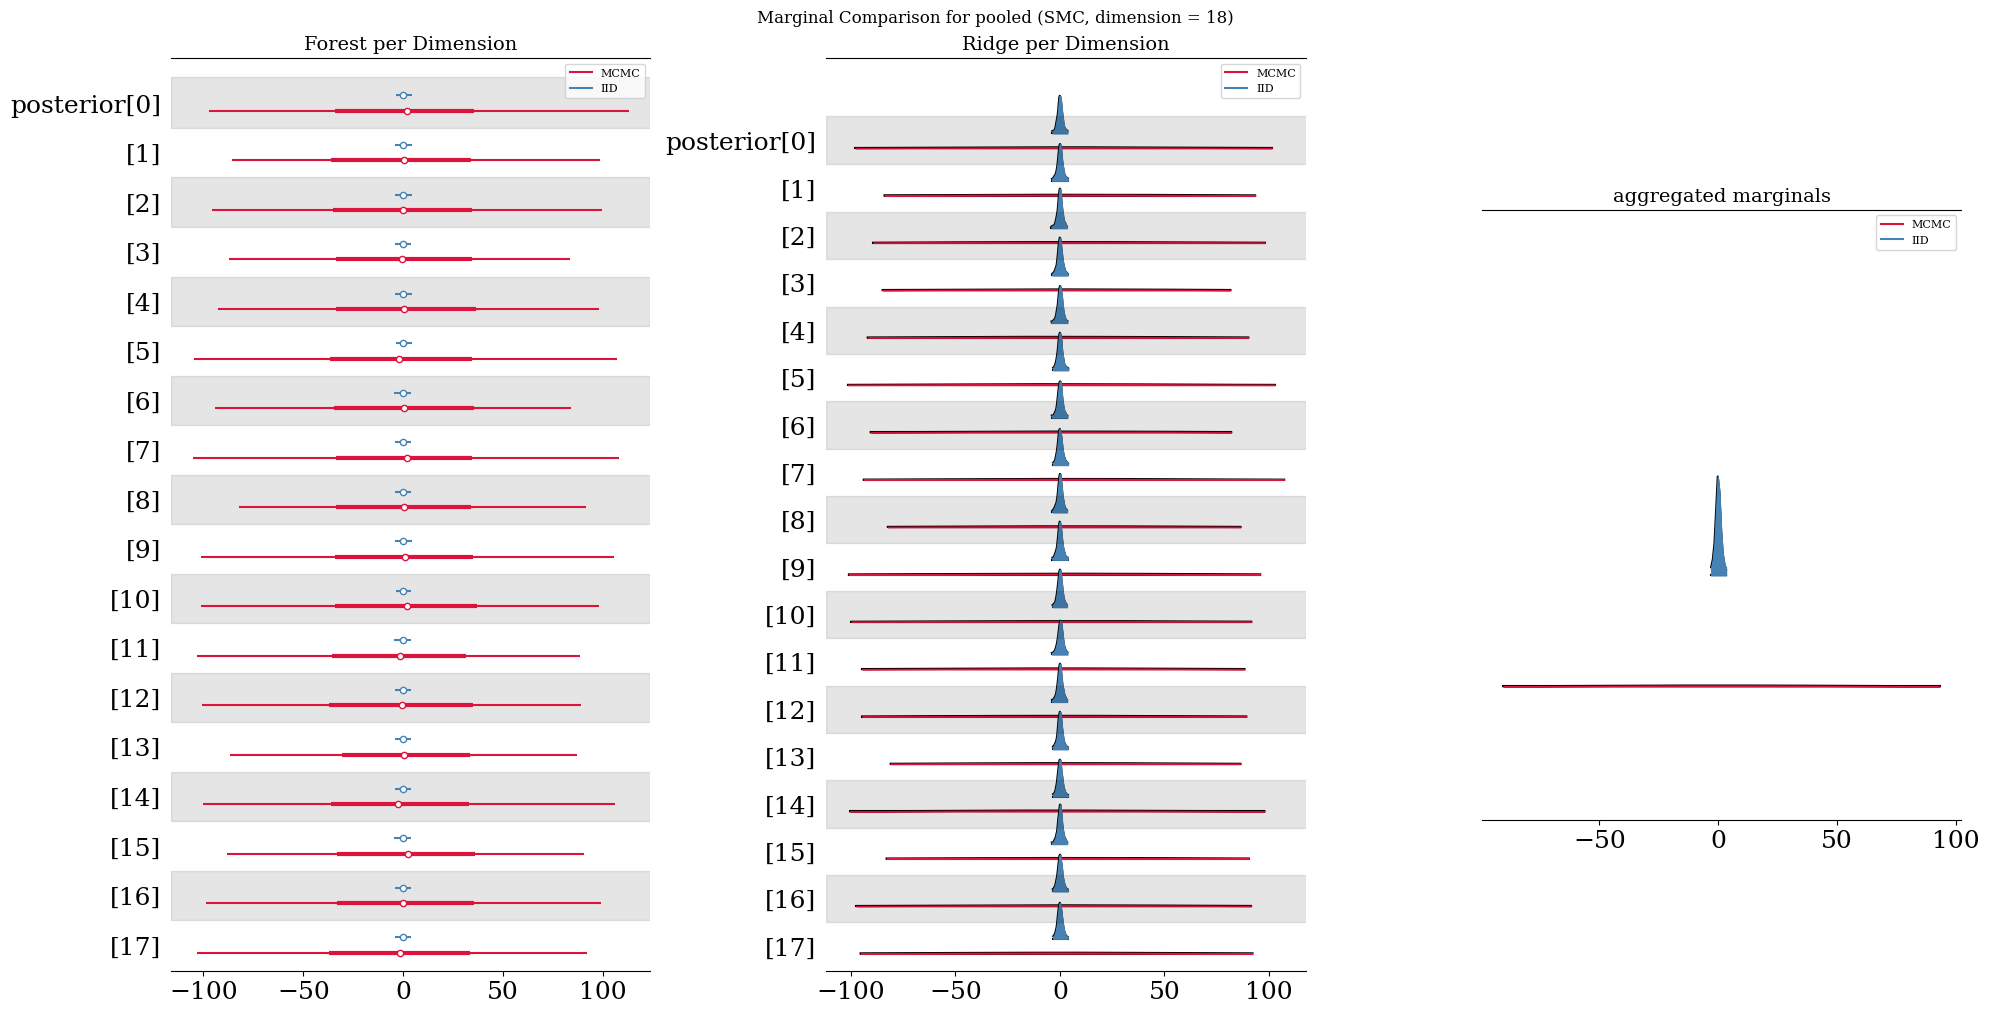 Marginal Comparison for pooled (SMC, dimension = 18)
Forest per Dimension
MCMC
IID
posterior[0]
[1]
[2]
[3]
[4]
[5]
[6]
[7]
[8]
[9]
[10]
[11]
[12]
[13]
[14]
[15]
[16]
[17]
−100 −50 0 50 100
Ridge per Dimension
MCMC
IID
posterior[0]
[1]
[2]
[3]
[4]
[5]
[6]
[7]
[8]
[9]
[10]
[11]
[12]
[13]
[14]
[15]
[16]
[17]
−100 −50 0 50 100
aggregated marginals
MCMC
IID
−50 0 50 100